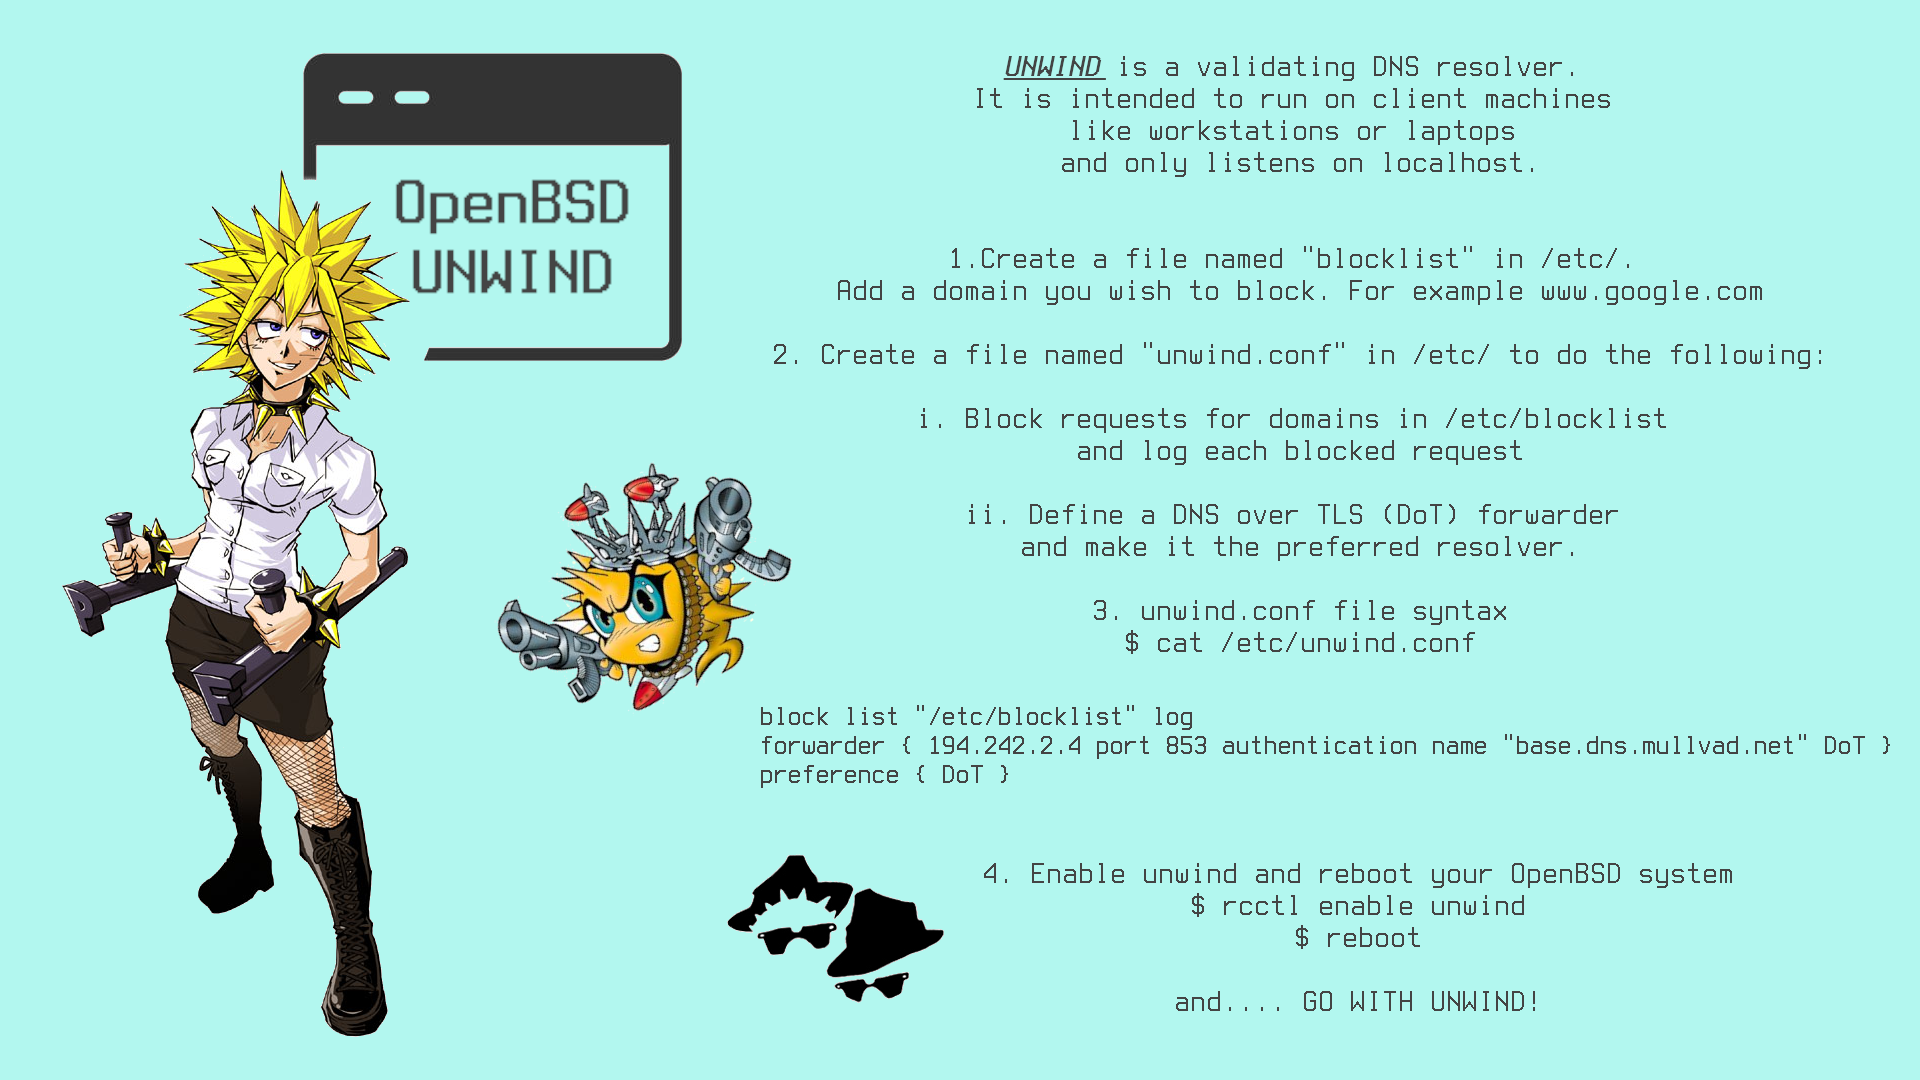 OpenBSD
UNWIND
UNWIND is a validating DNS resolver.
It is intended to run on client machines
like workstations or laptops
and only listens on localhost.
1.Create a file named "blocklist" in /etc/.
Add a domain you wish to block. For example www.google.com
2. Create a file named "unwind.conf" in /etc/ to do the following:
i. Block requests for domains in /etc/blocklist
and log each blocked request
ii. Define a DNS over TLS (DoT) forwarder
and make it the preferred resolver.
3. unwind.conf file syntax
$ cat /etc/unwind.conf
block list "/etc/blocklist" log
forwarder { 194.242.2.4 port 853 authentication name "base.dns.mullvad.net" DoT }
preference { DoT }
4. Enable unwind and reboot your OpenBSD system
$ rcctl enable unwind
$ reboot
and.... GO WITH UNWIND!